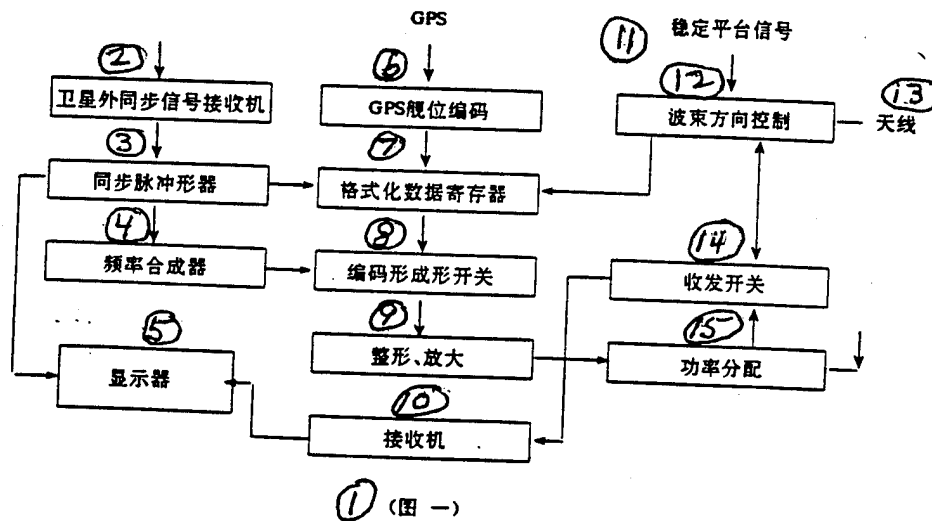 GPS
稳定平台信号
⑪
②
⑥
⑫
⑬
卫星外同步信号接收机
GPS舰位编码
波束方向控制
天线
③
⑦
同步脉冲形器
格式化数据寄存器
④
⑧
⑭
频率合成器
编码形成形开关
收发开关
⑤
⑨
⑮
显示器
整形、放大
功率分配
⑩
接收机
① (图 一)